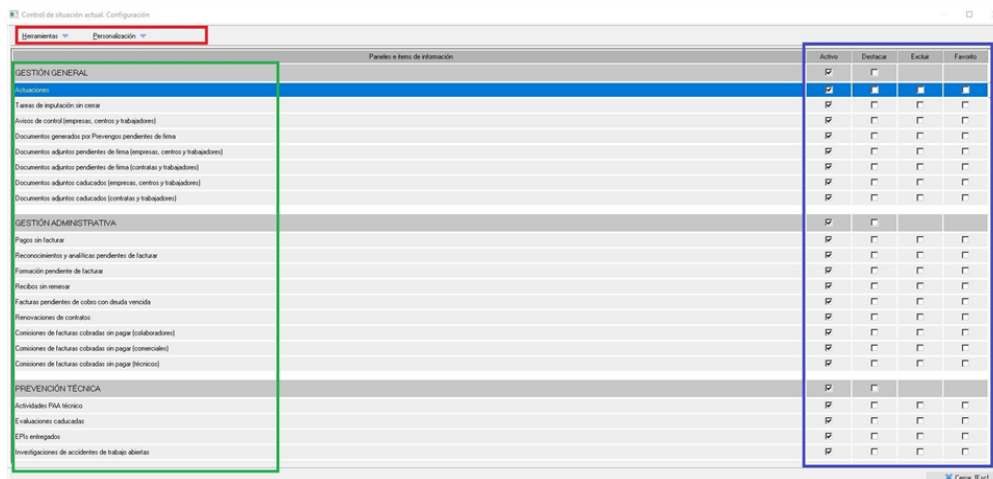 Control de situación actual. Configuración
Herramientas Personalización
Paneles e ítems de información Activo Destacar Excluir Favorito
GESTIÓN GENERAL
Actuaciones
Tareas de imputación sin cerrar
Avisos de control (empresas, centros y trabajadores)
Documentos generados por Prevengos pendientes de firma
Documentos adjuntos pendientes de firma (empresas, centros y trabajadores)
Documentos adjuntos pendientes de firma (contratas y trabajadores)
Documentos adjuntos caducados (empresas, centros y trabajadores)
Documentos adjuntos caducados (contratas y trabajadores)
GESTIÓN ADMINISTRATIVA
Pagos sin facturar
Reconocimientos y analíticas pendientes de facturar
Formación pendiente de facturar
Recibos sin remesar
Facturas pendientes de cobro con deuda vencida
Renovaciones de contratos
Comisiones de facturas cobradas sin pagar (colaboradores)
Comisiones de facturas cobradas sin pagar (comerciales)
Comisiones de facturas cobradas sin pagar (técnicos)
PREVENCIÓN TÉCNICA
Actividades PAA técnico
Evaluaciones caducadas
EPIs entregados
Investigaciones de accidentes de trabajo abiertas
Cerrar [Esc]